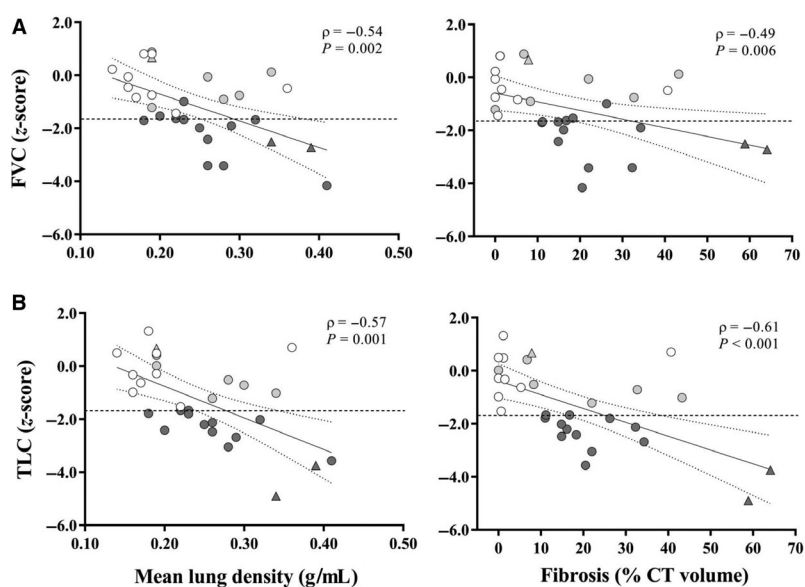 A
ρ = –0.54
P = 0.002
FVC (z-score)
2.0
0.0
–2.0
–4.0
–6.0
0.10 0.20 0.30 0.40 0.50
ρ = –0.49
P = 0.006
2.0
0.0
–2.0
–4.0
–6.0
0 10 20 30 40 50 60 70
B
ρ = –0.57
P = 0.001
TLC (z-score)
2.0
0.0
–2.0
–4.0
–6.0
0.10 0.20 0.30 0.40 0.50
Mean lung density (g/mL)
ρ = –0.61
P < 0.001
2.0
0.0
–2.0
–4.0
–6.0
0 10 20 30 40 50 60 70
Fibrosis (% CT volume)